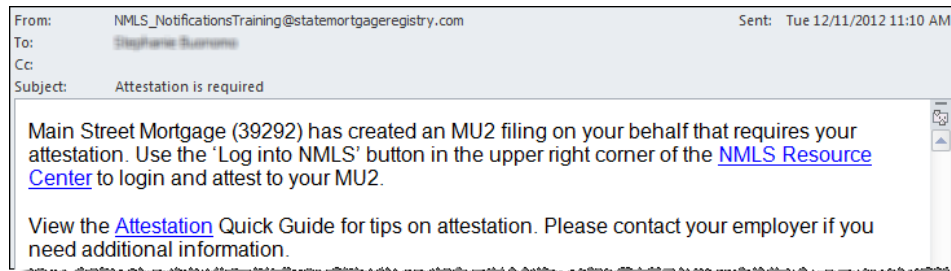 From: NMLS_NotificationsTraining@statemortgageregistry.com Sent: Tue 12/11/2012 11:10 AM
To:
Cc:
Subject: Attestation is required
Main Street Mortgage (39292) has created an MU2 filing on your behalf that requires your
attestation. Use the ‘Log into NMLS’ button in the upper right corner of the NMLS Resource
Center to login and attest to your MU2.
View the Attestation Quick Guide for tips on attestation. Please contact your employer if you
need additional information.